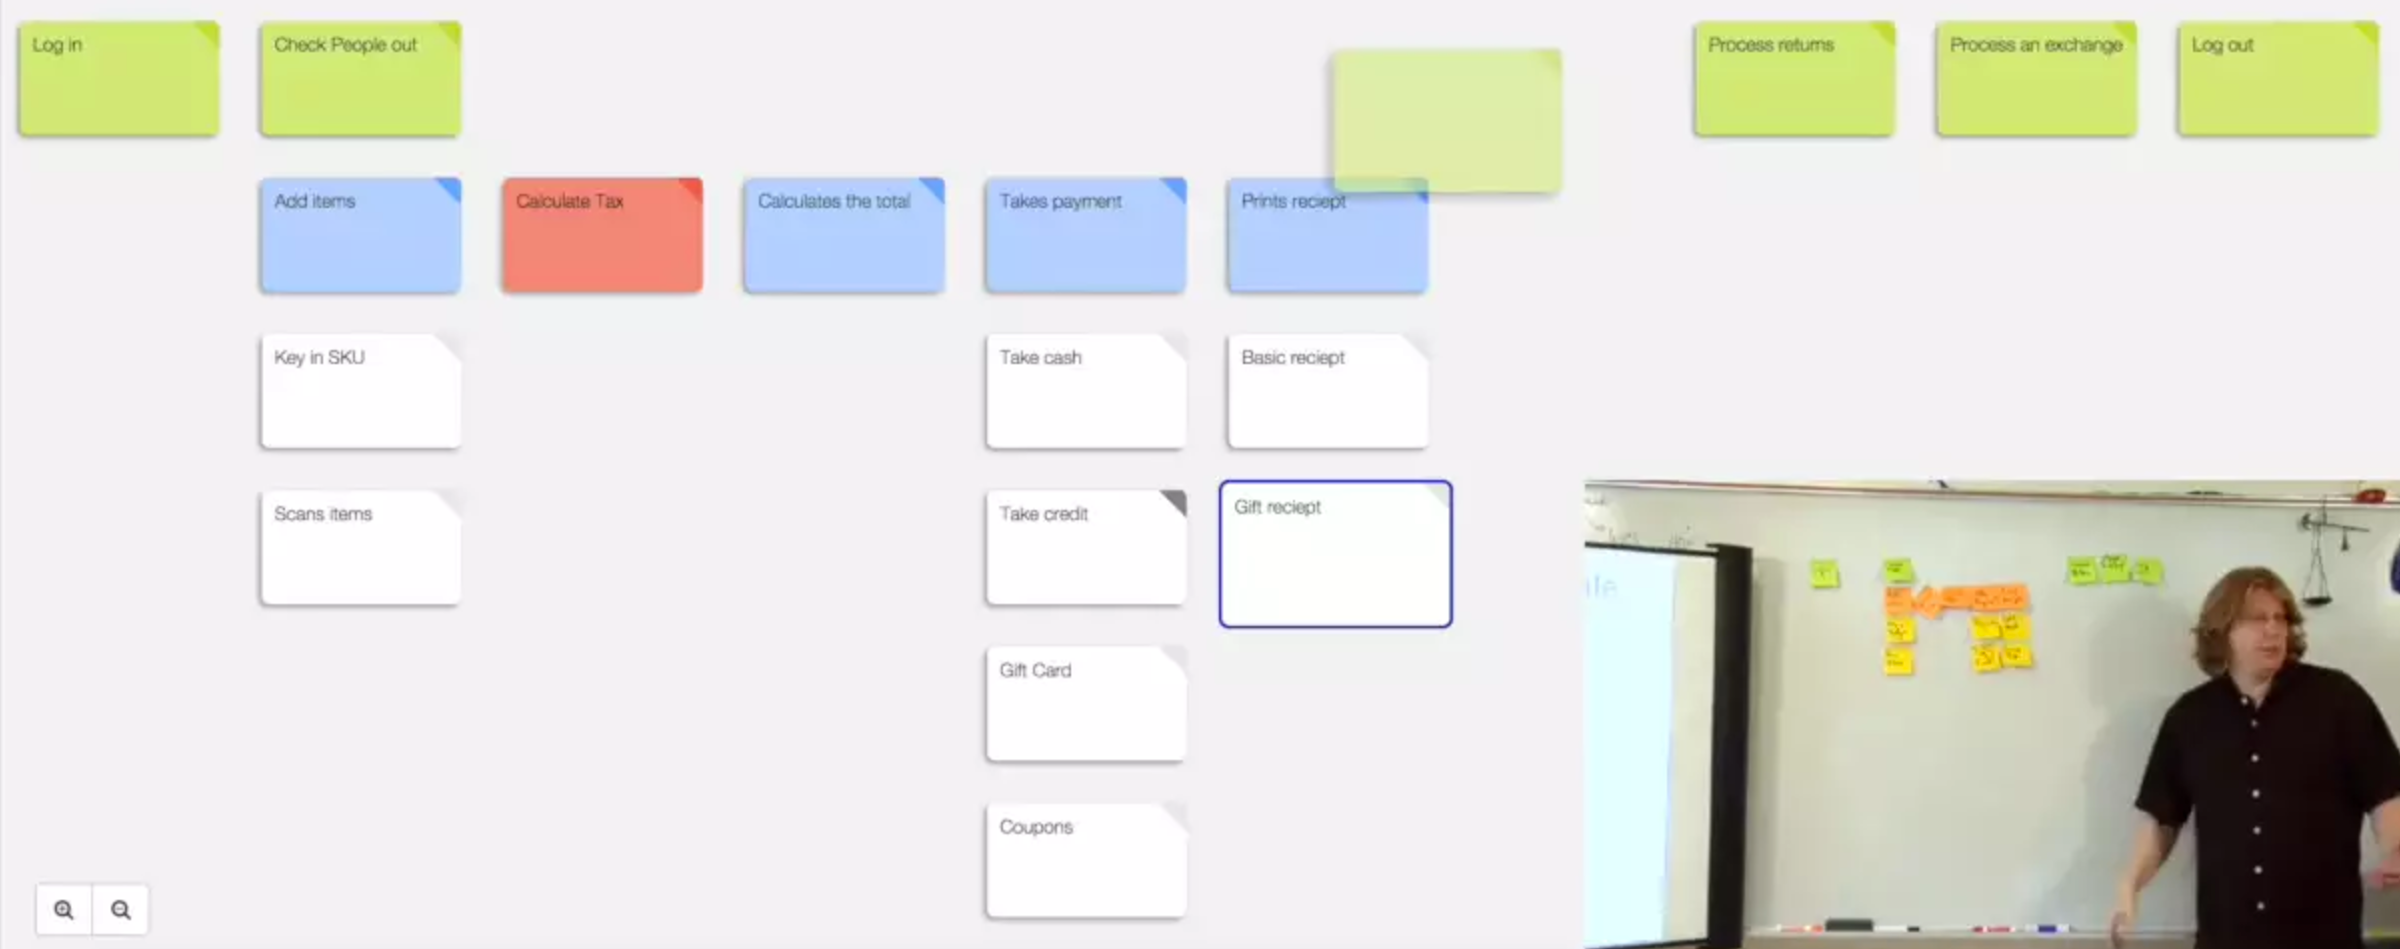 Log in
Check People out
Process returns
Process an exchange
Log out
Add items
Calculate Tax
Calculates the total
Takes payment
Prints reciept
Key in SKU
Take cash
Basic reciept
Scans items
Take credit
Gift reciept
Gift Card
Coupons